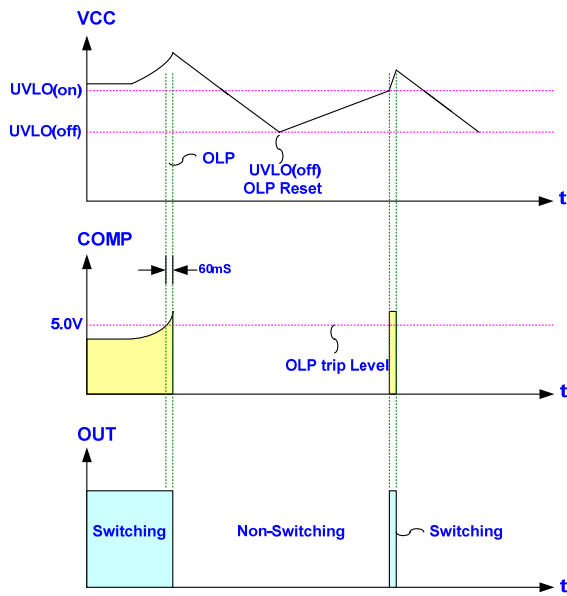 VCC
UVLO(on)
UVLO(off)
OLP
UVLO(off)
OLP Reset
t
COMP
60mS
5.0V
OLP trip Level
t
OUT
Switching
Non-Switching
Switching
t